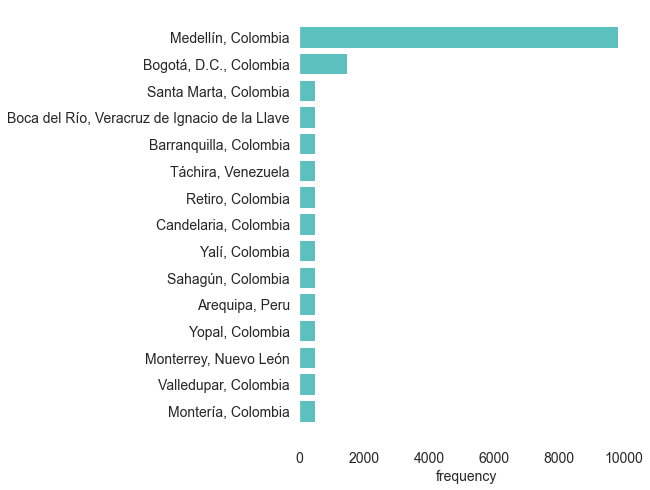 Medellín, Colombia
Bogotá, D.C., Colombia
Santa Marta, Colombia
Boca del Río, Veracruz de Ignacio de la Llave
Barranquilla, Colombia
Táchira, Venezuela
Retiro, Colombia
Candelaria, Colombia
Yalí, Colombia
Sahagún, Colombia
Arequipa, Peru
Yopal, Colombia
Monterrey, Nuevo León
Valledupar, Colombia
Montería, Colombia
0 2000 4000 6000 8000 10000
frequency